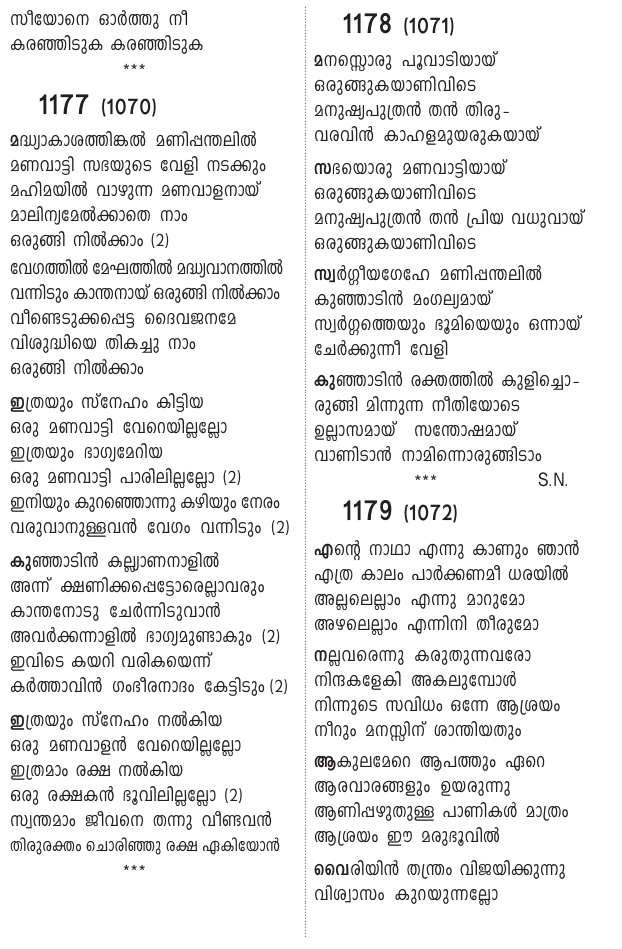 സീയോനെ ഓർത്തു നീ
കരഞ്ഞിടുക കരഞ്ഞിടുക
***
1177 (1070)
മദ്ധ്യാകാശത്തിങ്കൽ മണിപ്പന്തലിൽ
മണവാട്ടി സഭയുടെ വേളി നടക്കും
മഹിമയിൽ വാഴുന്ന മണവാളനായ്
മാലിന്യമേൽക്കാതെ നാം
ഒരുങ്ങി നിൽക്കാം (2)
വേഗത്തിൽ മേഘത്തിൽ മദ്ധ്യവാനത്തിൽ
വന്നിടും കാന്തനായ് ഒരുങ്ങി നിൽക്കാം
വീണ്ടെടുക്കപ്പെട്ട ദൈവജനമേ
വിശുദ്ധിയെ തികച്ചു നാം
ഒരുങ്ങി നിൽക്കാം
ഇത്രയും സ്നേഹം കിട്ടിയ
ഒരു മണവാട്ടി വേറെയില്ലല്ലോ
ഇത്രയും ഭാഗ്യമേറിയ
ഒരു മണവാട്ടി പാരിലില്ലല്ലോ (2)
ഇനിയും കുറഞ്ഞൊന്നു കഴിയും നേരം
വരുവാനുള്ളവൻ വേഗം വന്നിടും (2)
കുഞ്ഞാടിൻ കല്ല്യാണനാളിൽ
അന്ന് ക്ഷണിക്കപ്പെട്ടോരെല്ലാവരും
കാന്തനോടു ചേർന്നിടുവാൻ
അവർക്കന്നാളിൽ ഭാഗ്യമുണ്ടാകും (2)
ഇവിടെ കയറി വരികയെന്ന്
കർത്താവിൻ ഗംഭീരനാദം കേട്ടിടും (2)
ഇത്രയും സ്നേഹം നൽകിയ
ഒരു മണവാളൻ വേറെയില്ലല്ലോ
ഇത്രമാം രക്ഷ നൽകിയ
ഒരു രക്ഷകൻ ഭൂവിലില്ലല്ലോ (2)
സ്വന്തമാം ജീവനെ തന്നു വീണ്ടവൻ
തിരുരക്തം ചൊരിഞ്ഞു രക്ഷ ഏകിയോൻ
***
1178 (1071)
മനസ്സൊരു പൂവാടിയായ്
ഒരുങ്ങുകയാണിവിടെ
മനുഷ്യപുത്രൻ തൻ തിരു-
വരവിൻ കാഹളമുയരുകയായ്
സഭയൊരു മണവാട്ടിയായ്
ഒരുങ്ങുകയാണിവിടെ
മനുഷ്യപുത്രൻ തൻ പ്രിയ വധുവായ്
ഒരുങ്ങുകയാണിവിടെ
സ്വർഗ്ഗീയഗേഹേ മണിപ്പന്തലിൽ
കുഞ്ഞാടിൻ മംഗല്യമായ്
സ്വർഗ്ഗത്തെയും ഭൂമിയെയും ഒന്നായ്
ചേർക്കുന്നീ വേളി
കുഞ്ഞാടിൻ രക്തത്തിൽ കുളിച്ചൊ-
രുങ്ങി മിന്നുന്ന നീതിയോടെ
ഉല്ലാസമായ് സന്തോഷമായ്
വാണിടാൻ നാമിന്നൊരുങ്ങിടാം
*** S.N.
1179 (1072)
എന്റെ നാഥാ എന്നു കാണും ഞാൻ
എത്ര കാലം പാർക്കണമീ ധരയിൽ
അല്ലലെല്ലാം എന്നു മാറുമോ
അഴലെല്ലാം എന്നിനി തീരുമോ
നല്ലവരെന്നു കരുതുന്നവരോ
നിന്ദകളേകി അകലുമ്പോൾ
നിന്നുടെ സവിധം ഒന്നേ ആശ്രയം
നീറും മനസ്സിന് ശാന്തിയതും
ആകുലമേറെ ആപത്തും ഏറെ
ആരവാരങ്ങളും ഉയരുന്നു
ആണിപ്പഴുതുള്ള പാണികൾ മാത്രം
ആശ്രയം ഈ മരുഭൂവിൽ
വൈരിയിൻ തന്ത്രം വിജയിക്കുന്നു
വിശ്വാസം കുറയുന്നല്ലോ